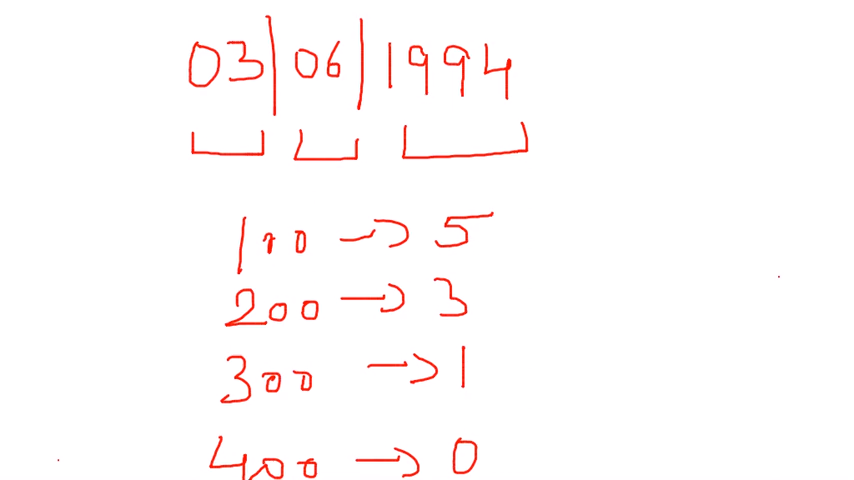 03/06/1994
100 → 5
200 → 3
300 → 1
400 → 0